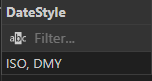 DateStyle
abc Filter...
ISO, DMY